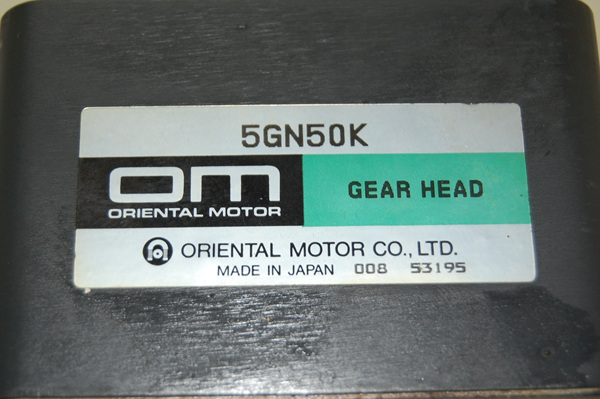 5GN50K
OM
ORIENTAL MOTOR
GEAR HEAD
ORIENTAL MOTOR CO., LTD.
MADE IN JAPAN 008 53195